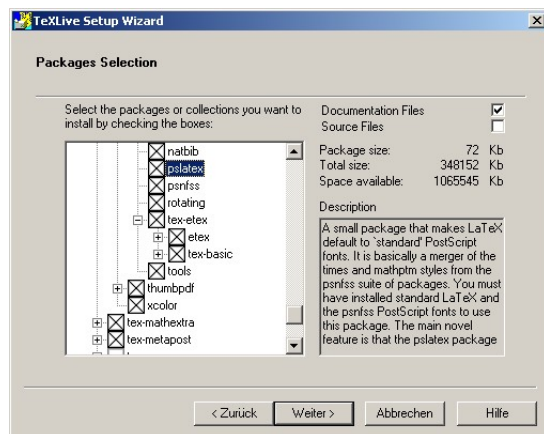 TeXLive Setup Wizard
Packages Selection
Select the packages or collections you want to
install by checking the boxes:
natbib
pslatex
psnfss
rotating
tex-etex
etex
tex-basic
tools
thumbpdf
xcolor
tex-mathextra
tex-metapost
Documentation Files
Source Files
Package size: 72 Kb
Total size: 348152 Kb
Space available: 1065545 Kb
Description
A small package that makes LaTeX
default to `standard' PostScript
fonts. It is basically a merger of the
times and mathptm styles from the
psnfss suite of packages. You must
have installed standard LaTeX and
the psnfss PostScript fonts to use
this package. The main novel
feature is that the pslatex package
< Zurück
Weiter >
Abbrechen
Hilfe